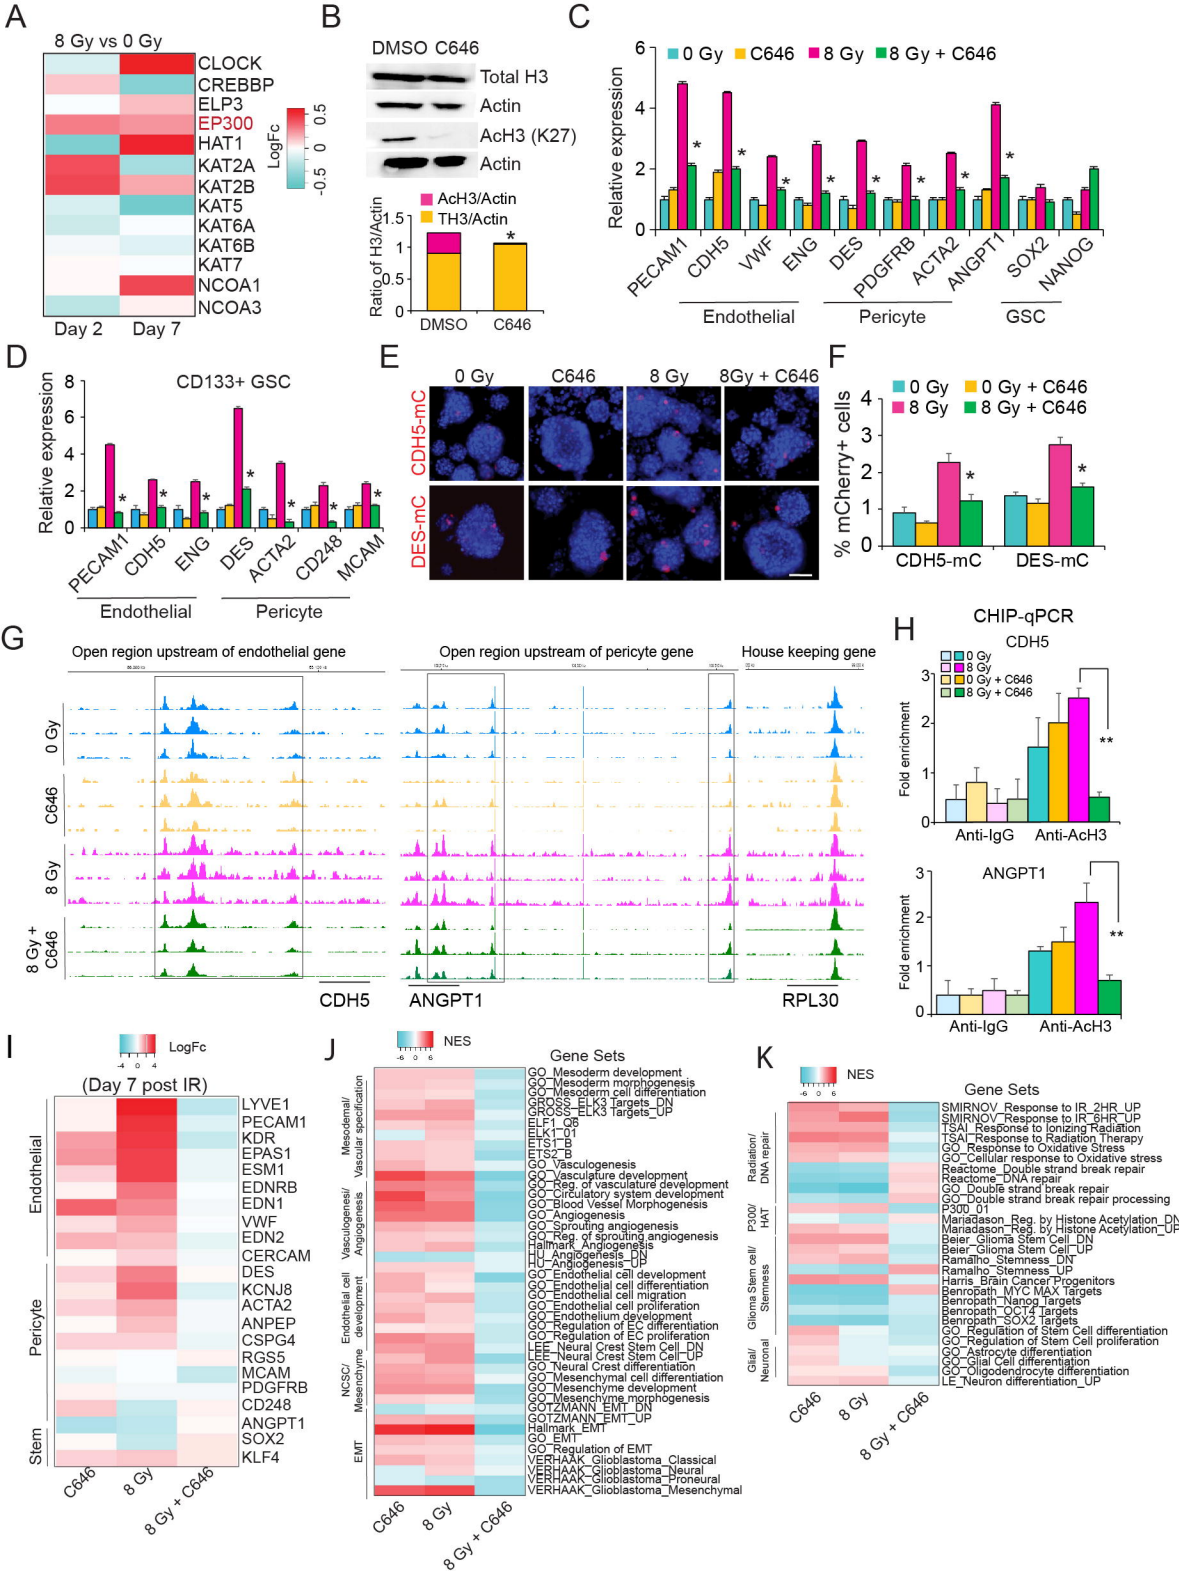 A
8 Gy vs 0 Gy
CLOCK
CREBBP
ELP3
EP300
HAT1
KAT2A
KAT2B
KAT5
KAT6A
KAT6B
KAT7
NCOA1
NCOA3
Day 2 Day 7
LogFc
0.5
0
-0.5
B
DMSO C646
Total H3
Actin
AcH3 (K27)
Actin
AcH3/Actin
TH3/Actin
Ratio of H3/Actin
1.5
1
0.5
0
*
DMSO C646
C
0 Gy C646 8 Gy 8 Gy + C646
Relative expression
6
4
2
0
* * * * * * * *
PECAM1 CDH5 VWF ENG DES PDGFRB ACTA2 ANGPT1 SOX2 NANOG
Endothelial Pericyte GSC
D
CD133+ GSC
Relative expression
8
6
4
2
0
* * * * * * *
PECAM1 CDH5 ENG DES ACTA2 CD248 MCAM
Endothelial Pericyte
E
0 Gy C646 8 Gy 8Gy + C646
CDH5-mC
DES-mC
F
0 Gy 0 Gy + C646
8 Gy 8 Gy + C646
% mCherry+ cells
4
3
2
1
0
* *
CDH5-mC DES-mC
G
Open region upstream of endothelial gene Open region upstream of pericyte gene House keeping gene
0 Gy
C646
8 Gy
8 Gy + C646
CDH5 ANGPT1 RPL30
H
CHIP-qPCR
CDH5
0 Gy
8 Gy
0 Gy + C646
8 Gy + C646
Fold enrichment
3
2
1
0
**
Anti-IgG Anti-AcH3
ANGPT1
Fold enrichment
3
2
1
0
**
Anti-IgG Anti-AcH3
I
LogFc
-4 0 4
(Day 7 post IR)
Endothelial
LYVE1
PECAM1
KDR
EPAS1
ESM1
EDNRB
EDN1
VWF
EDN2
CERCAM
Pericyte
DES
KCNJ8
ACTA2
ANPEP
CSPG4
RGS5
MCAM
PDGFRB
CD248
ANGPT1
Stem
SOX2
KLF4
C646 8 Gy 8 Gy + C646
J
NES
-6 0 6
Gene Sets
Mesodermal/
Vascular specification
GO_Mesoderm development
GO_Mesoderm morphogenesis
GO_Mesoderm cell differentiation
GROSS_ELK3 Targets_DN
GROSS_ELK3 Targets_UP
ELF1_Q6
ELK1_01
ETS1_B
ETS2_B
GO_Vasculogenesis
Vasculogenesis/
Angiogenesis
GO_Vasculature development
GO_Reg. of vasculature development
GO_Circulatory system development
GO_Blood Vessel Morphogenesis
GO_Angiogenesis
GO_Sprouting angiogenesis
GO_Reg. of sprouting angiogenesis
Hallmark_Angiogenesis
HU_Angiogenesis_DN
HU_Angiogenesis_UP
Endothelial cell
development
GO_Endothelial cell development
GO_Endothelial cell differentiation
GO_Endothelial cell migration
GO_Endothelial cell proliferation
GO_Endothelium development
GO_Regulation of EC differentiation
GO_Regulation of EC proliferation
NCSC/
Mesenchyme
LEE_Neural Crest Stem Cell_DN
LEE_Neural Crest Stem Cell_UP
GO_Neural Crest differentiation
GO_Mesenchymal cell differentiation
GO_Mesenchyme development
GO_Mesenchyme morphogenesis
EMT
GOTZMANN_EMT_DN
GOTZMANN_EMT_UP
Hallmark_EMT
GO_EMT
GO_Regulation of EMT
VERHAAK_Glioblastoma_Classical
VERHAAK_Glioblastoma_Neural
VERHAAK_Glioblastoma_Proneural
VERHAAK_Glioblastoma_Mesenchymal
C646 8 Gy 8 Gy + C646
K
NES
-6 0 6
Gene Sets
Radiation/
DNA repair
SMIRNOV_Response to IR_2HR_UP
SMIRNOV_Response to IR_6HR_UP
TSAI_Response to Ionizing Radiation
TSAI_Response to Radiation Therapy
GO_Response to Oxidative Stress
GO_Cellular response to Oxidative stress
Reactome_Double strand break repair
Reactome_DNA repair
GO_Double strand break repair
GO_Double strand break repair processing
P300/
HAT
P300_01
Mariadason_Reg. by Histone Acetylation_DN
Mariadason_Reg. by Histone Acetylation_UP
Glioma Stem cell/
Stemness
Beier_Glioma Stem Cell_DN
Beier_Glioma Stem Cell_UP
Ramalho_Stemness_DN
Ramalho_Stemness_UP
Harris_Brain Cancer Progenitors
Benropath_MYC MAX Targets
Benropath_Nanog Targets
Benropath_OCT4 Targets
Benropath_SOX2 Targets
GO_Regulation of Stem Cell differentiation
GO_Regulation of Stem Cell proliferation
Glial/
Neuronal
GO_Astrocyte differentiation
GO_Glial Cell differentiation
GO_Oligodendrocyte differentiation
LE_Neuron differentiation_UP
C646 8 Gy 8 Gy + C646